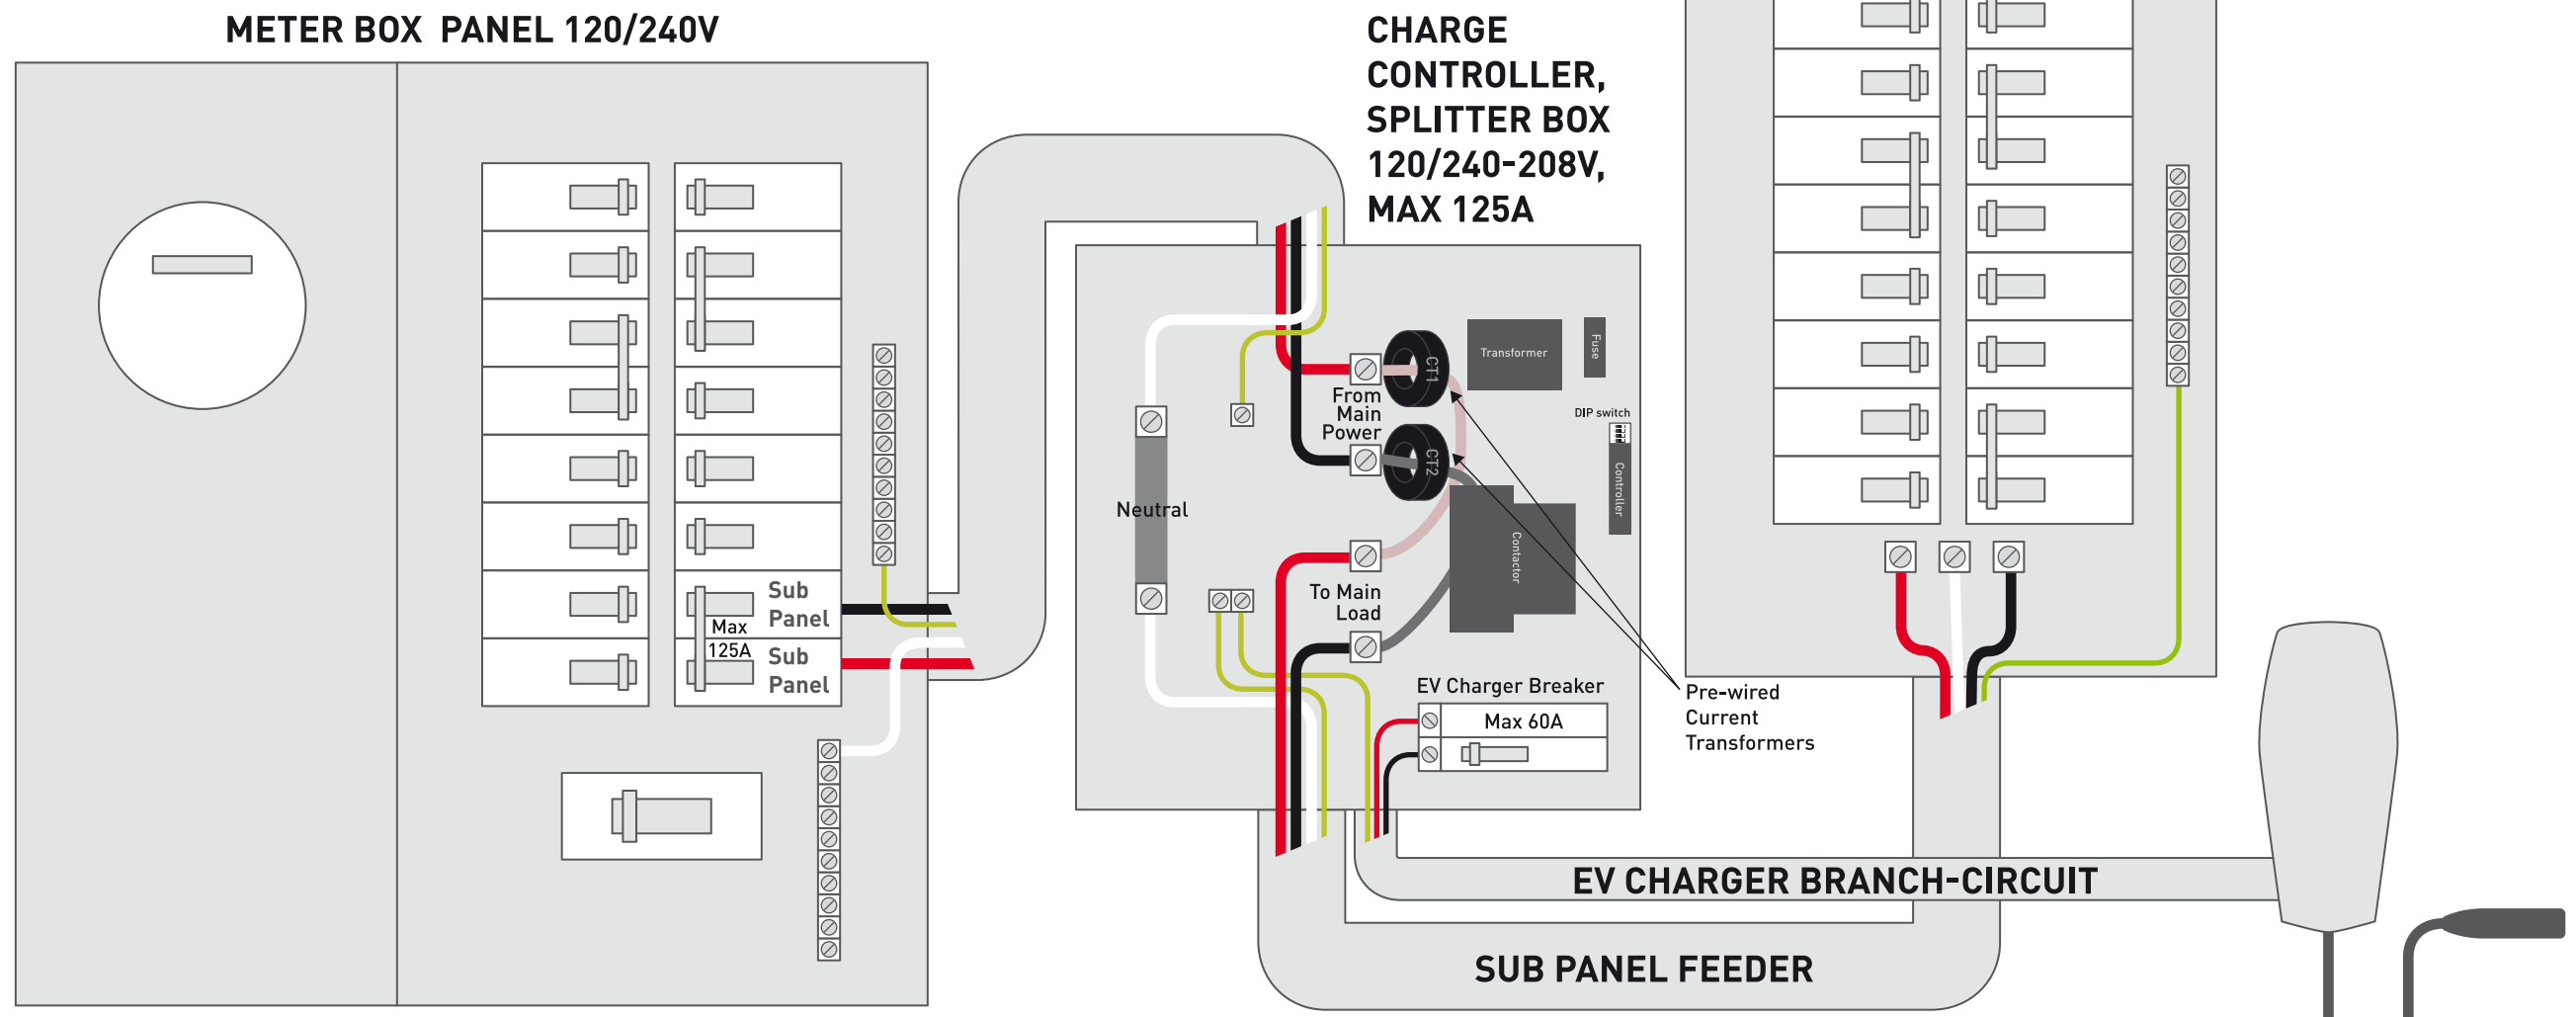 METER BOX PANEL 120/240V
Sub
Panel
Max
125A
Sub
Panel
CHARGE
CONTROLLER,
SPLITTER BOX
120/240-208V,
MAX 125A
CT1
Transformer
Fuse
From
Main
Power
CT2
DIP switch
Controller
Neutral
Contactor
To Main
Load
EV Charger Breaker
Max 60A
Pre-wired
Current
Transformers
EV CHARGER BRANCH-CIRCUIT
SUB PANEL FEEDER